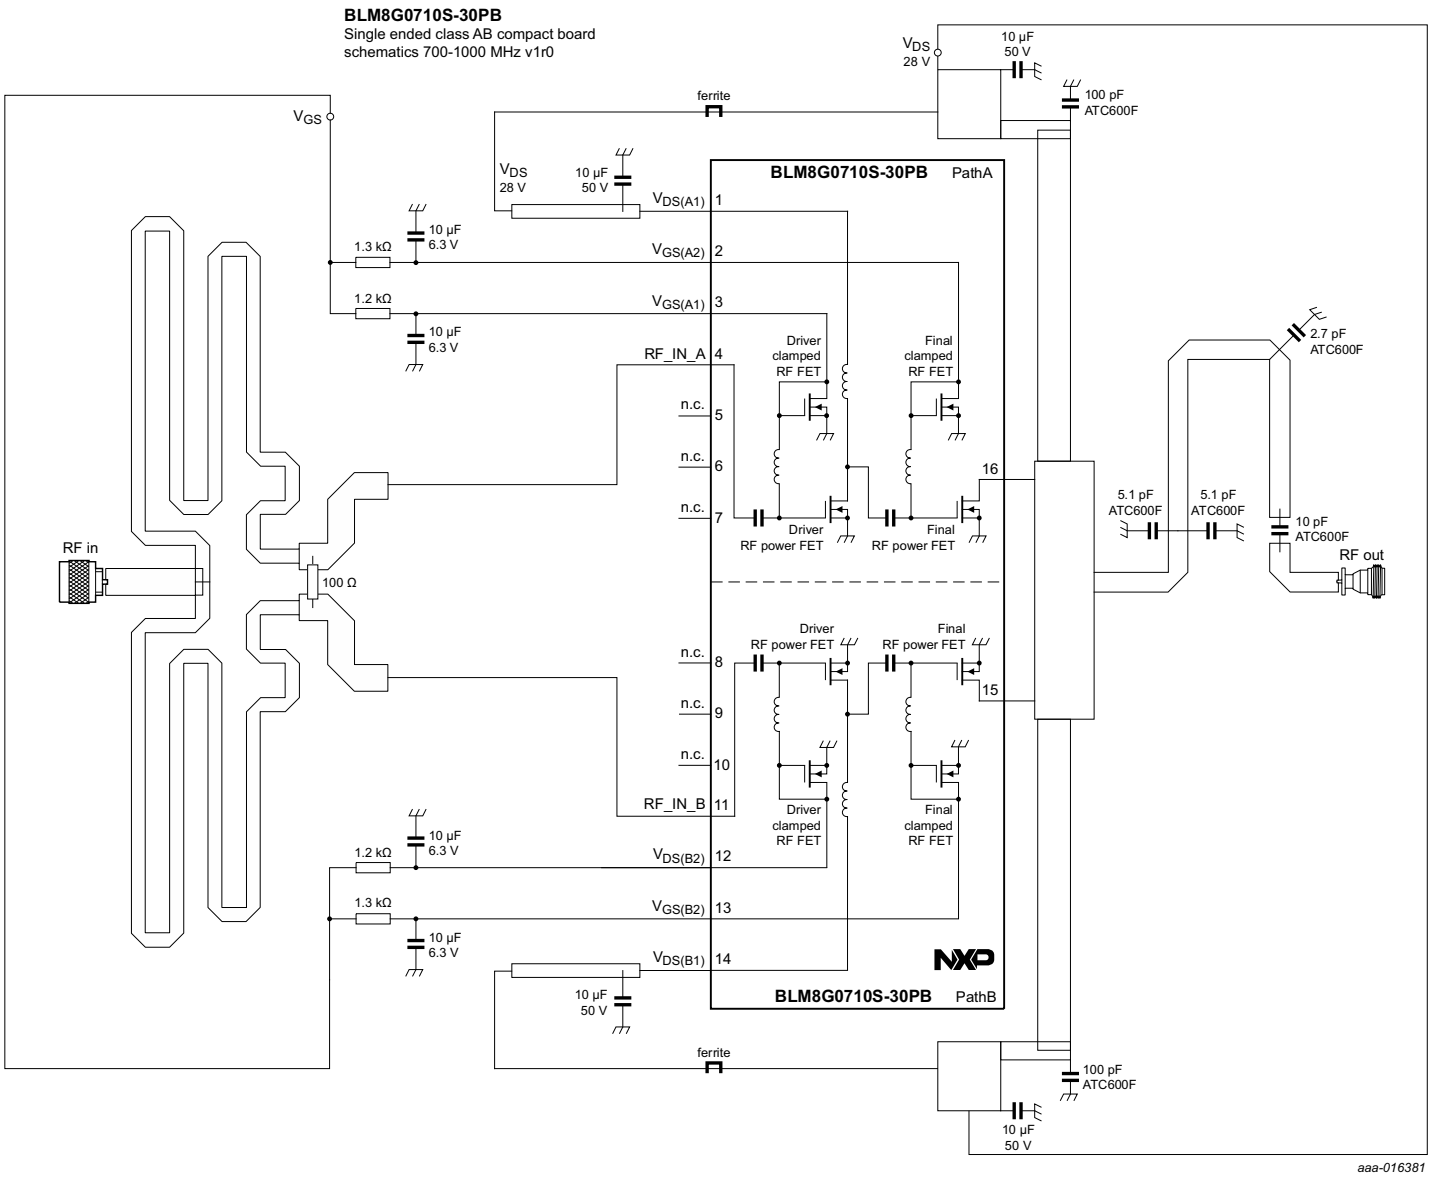 BLM8G0710S-30PB
Single ended class AB compact board
schematics 700-1000 MHz v1r0
VDS
28 V
10 µF
50 V
100 pF
ATC600F
ferrite
VGS
VDS
28 V
10 µF
50 V
BLM8G0710S-30PB
PathA
VDS(A1)
1
10 µF
6.3 V
1.3 kΩ
VGS(A2)
2
1.2 kΩ
VGS(A1)
3
10 µF
6.3 V
RF_IN_A
4
Driver
clamped
RF FET
Final
clamped
RF FET
2.7 pF
ATC600F
n.c.
5
n.c.
6
16
n.c.
7
Driver
RF power FET
Final
RF power FET
5.1 pF
ATC600F
5.1 pF
ATC600F
10 pF
ATC600F
RF in
RF out
100 Ω
Driver
RF power FET
Final
RF power FET
n.c.
8
15
n.c.
9
n.c.
10
RF_IN_B
11
Driver
clamped
RF FET
Final
clamped
RF FET
10 µF
6.3 V
1.2 kΩ
VDS(B2)
12
1.3 kΩ
VGS(B2)
13
10 µF
6.3 V
VDS(B1)
14
NXP
10 µF
50 V
BLM8G0710S-30PB
PathB
ferrite
100 pF
ATC600F
10 µF
50 V
aaa-016381